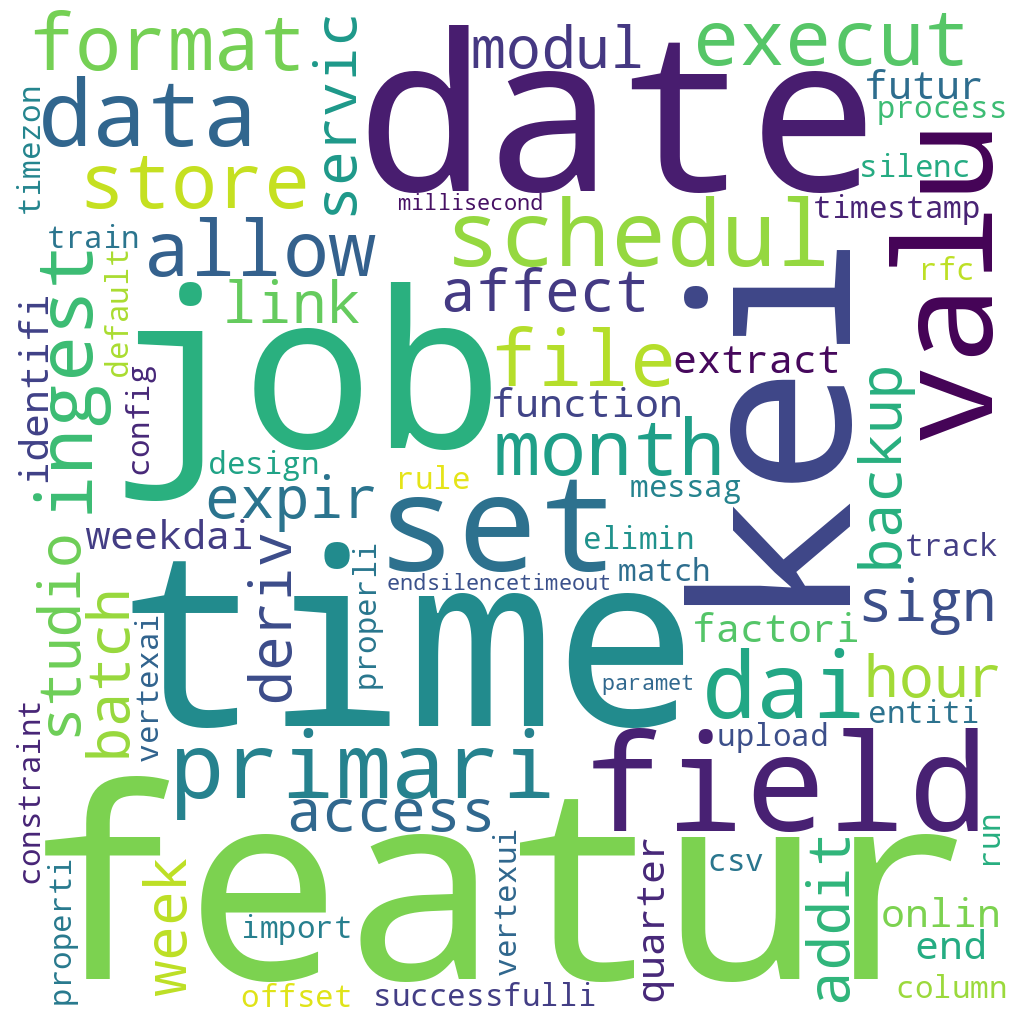 format
servic
modul
date
execut
futur
process
timezon
data
store
silenc
valu
millisecond
schedul
timestamp
train
allow
rfc
default
link
affect
kei
job
file
extract
identifi
ingest
config
function
month
backup
design
rule
messag
expir
set
weekdai
elimin
track
properli
endsilencetimeout
match
sign
studio
batch
deriv
time
factori
vertexai
dai
hour
paramet
entiti
constraint
primari
upload
field
access
featur
properti
week
import
vertexui
quarter
csv
addit
run
onlin
end
offset
successfulli
column